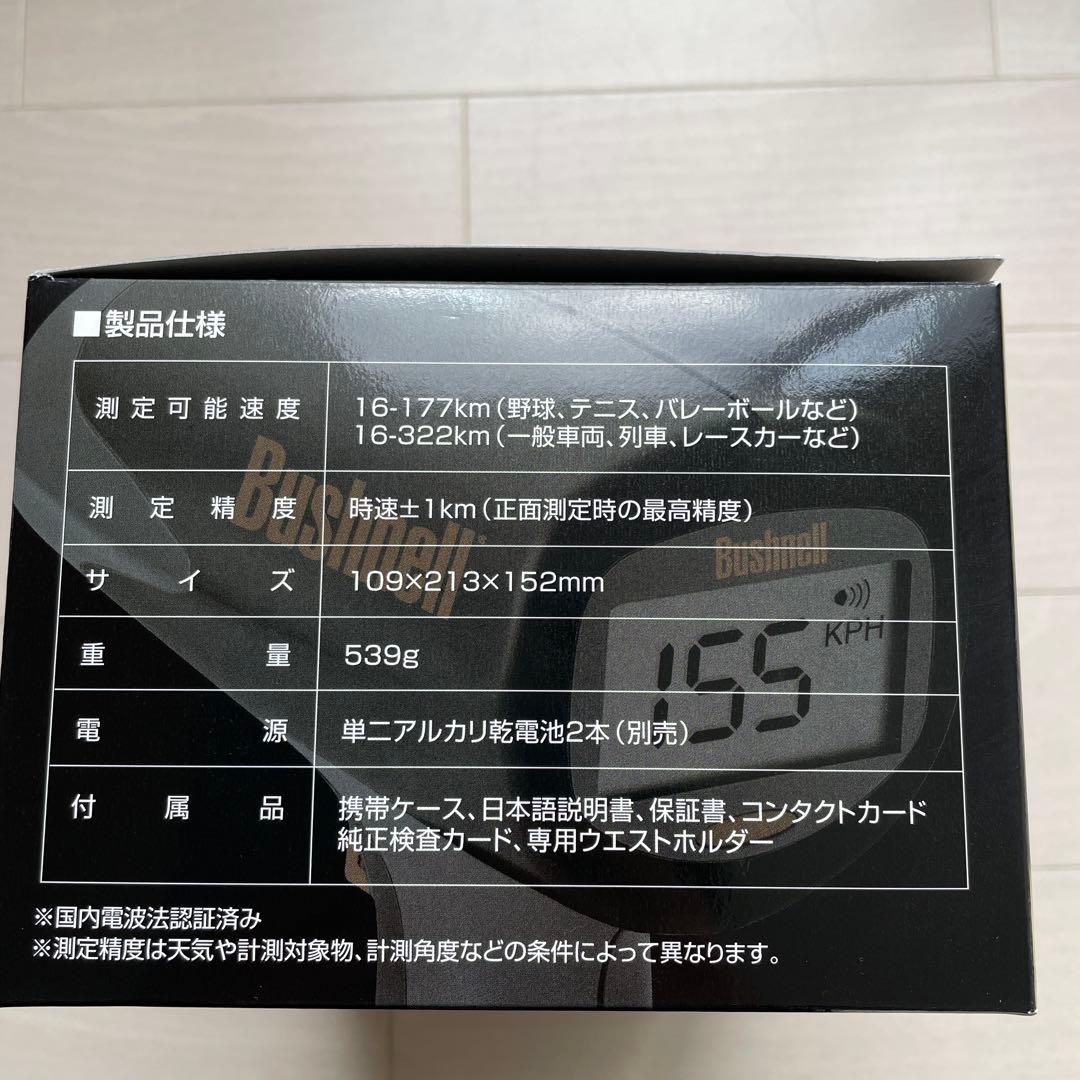 ■製品仕様
測定可能速度
16-177km(野球、テニス、バレーボールなど)
16-322km(一般車両、列車、レースカーなど)
測定精度
時速±1km(正面測定時の最高精度)
サイズ
109×213×152mm
重量
539g
電源
単二アルカリ乾電池2本(別売)
付属品
携帯ケース、日本語説明書、保証書、コンタクトカード
純正検査カード、専用ウエストホルダー
※国内電波法認証済み
※測定精度は天気や計測対象物、計測角度などの条件によって異なります。
Bushnell
Bushnell
155 KPH